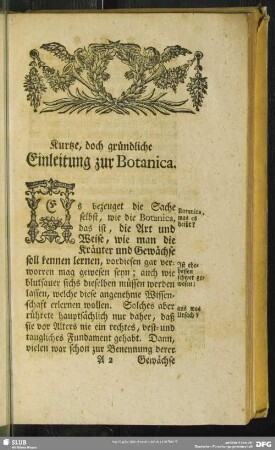 Kurtze, doch gründliche
Einleitung zur Botanica.
ES bezeuget die Sache
selbst, wie die Botanica,
das ist, die Art und
Weise, wie man die
Kräuter und Gewächse
soll kennen lernen, vordiesen gar ver-
worren mag gewesen seyn; auch wie
blutsauer sichs dieselben müssen werden
lassen, welche diese angenehme Wissen-
schafft erlernen wollen. Solches aber
rührete hauptsächlich nur daher, daß
sie vor Alters nie ein rechtes, vest- und
taugliches Fundament gehabt. Dann,
vielen war schon zur Benennung derer
A 2 Gewächse
Botanica,
was es
heisse?
Ist ehe-
dessen
schwer ge-
wesen;
aus was
Ursach?
SLUB
DFG